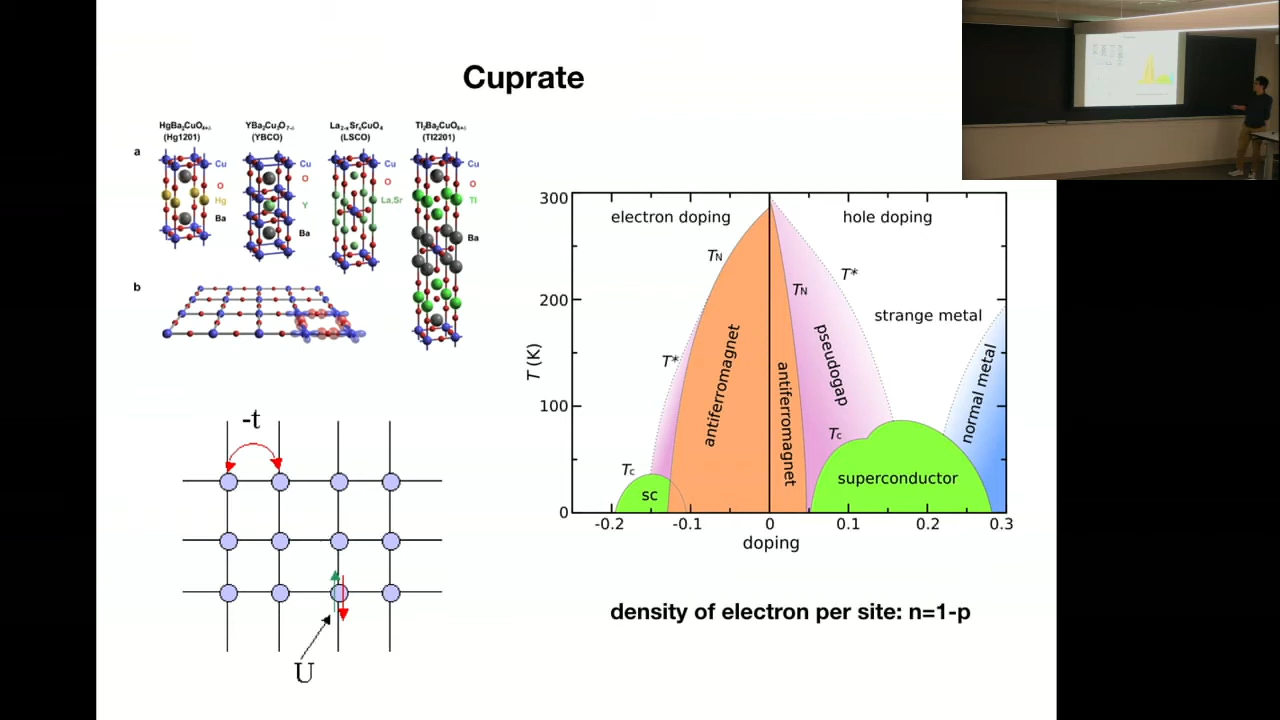 Cuprate
HgBa₂CuO₄₊δ
(Hg1201)
YBa₂Cu₃O₇₋δ
(YBCO)
La₂₋ₓSrₓCuO₄
(LSCO)
Tl₂Ba₂CuO₆₊δ
(Tl2201)
a
Cu
O
Hg
Ba
Cu
O
Y
Ba
Cu
O
La,Sr
Cu
O
Tl
Ba
b
-t
U
T (K)
300
200
100
0
electron doping
hole doping
TN
T*
TN
T*
strange metal
antiferromagnet
antiferromagnet
pseudogap
normal metal
Tc
Tc
sc
superconductor
-0.2
-0.1
0
0.1
0.2
0.3
doping
density of electron per site: n=1-p